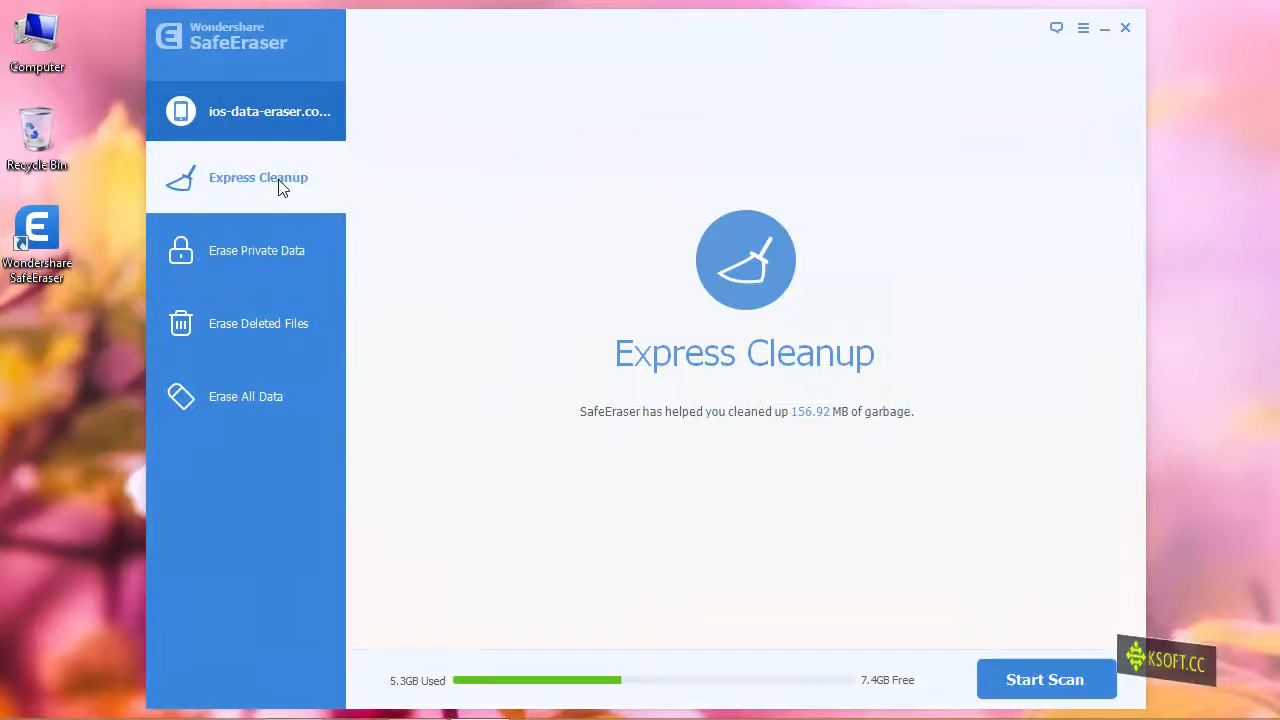 Computer
Recycle Bin
Wondershare
SafeEraser
Wondershare
SafeEraser
ios-data-eraser.co...
Express Cleanup
Erase Private Data
Erase Deleted Files
Erase All Data
Express Cleanup
SafeEraser has helped you cleaned up 156.92 MB of garbage.
5.3GB Used
7.4GB Free
Start Scan
KSOFT.CC